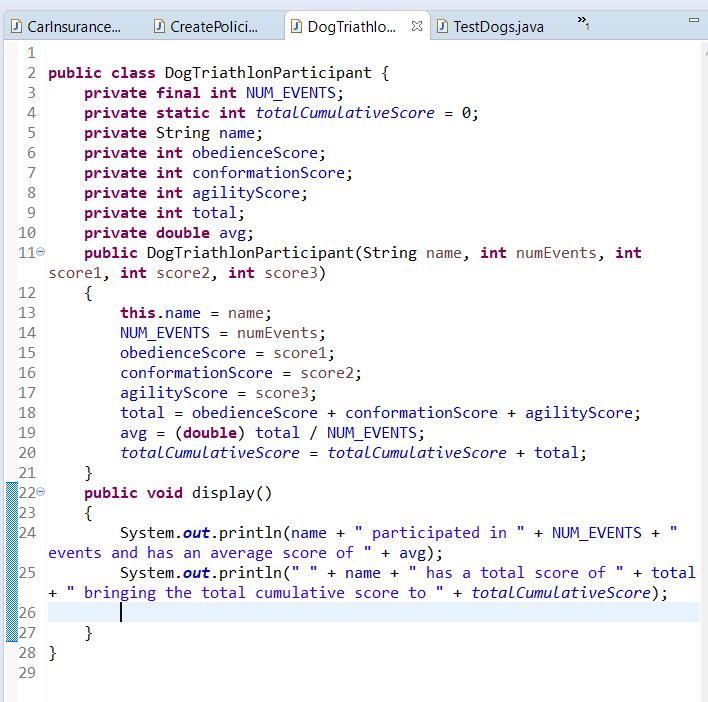 CarInsurance... CreatePolici... DogTriathlo... TestDogs.java »1
1
2 public class DogTriathlonParticipant {
3 private final int NUM_EVENTS;
4 private static int totalCumulativeScore = 0;
5 private String name;
6 private int obedienceScore;
7 private int conformationScore;
8 private int agilityScore;
9 private int total;
10 private double avg;
11 public DogTriathlonParticipant(String name, int numEvents, int
score1, int score2, int score3)
12 {
13 this.name = name;
14 NUM_EVENTS = numEvents;
15 obedienceScore = score1;
16 conformationScore = score2;
17 agilityScore = score3;
18 total = obedienceScore + conformationScore + agilityScore;
19 avg = (double) total / NUM_EVENTS;
20 totalCumulativeScore = totalCumulativeScore + total;
21 }
22 public void display()
23 {
24 System.out.println(name + " participated in " + NUM_EVENTS + "
events and has an average score of " + avg);
25 System.out.println(" " + name + " has a total score of " + total
+ " bringing the total cumulative score to " + totalCumulativeScore);
26
27 }
28 }
29